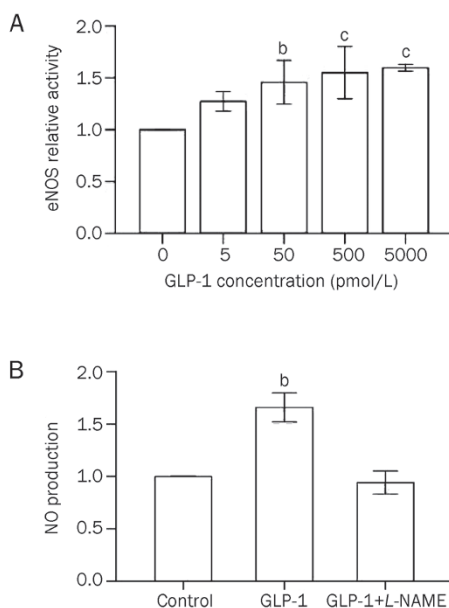 A
eNOS relative activity
2.0
1.5
1.0
0.5
0.0
b
c
c
0 5 50 500 5000
GLP-1 concentration (pmol/L)
B
NO production
2.0
1.5
1.0
0.5
0.0
b
Control GLP-1 GLP-1+L-NAME